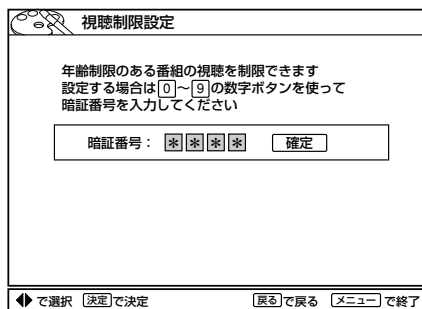 視聴制限設定
年齢制限のある番組の視聴を制限できます
設定する場合は0～9の数字ボタンを使って
暗証番号を入力してください
暗証番号： ＊＊＊＊ 確定
で選択 決定で決定 戻るで戻る メニューで終了